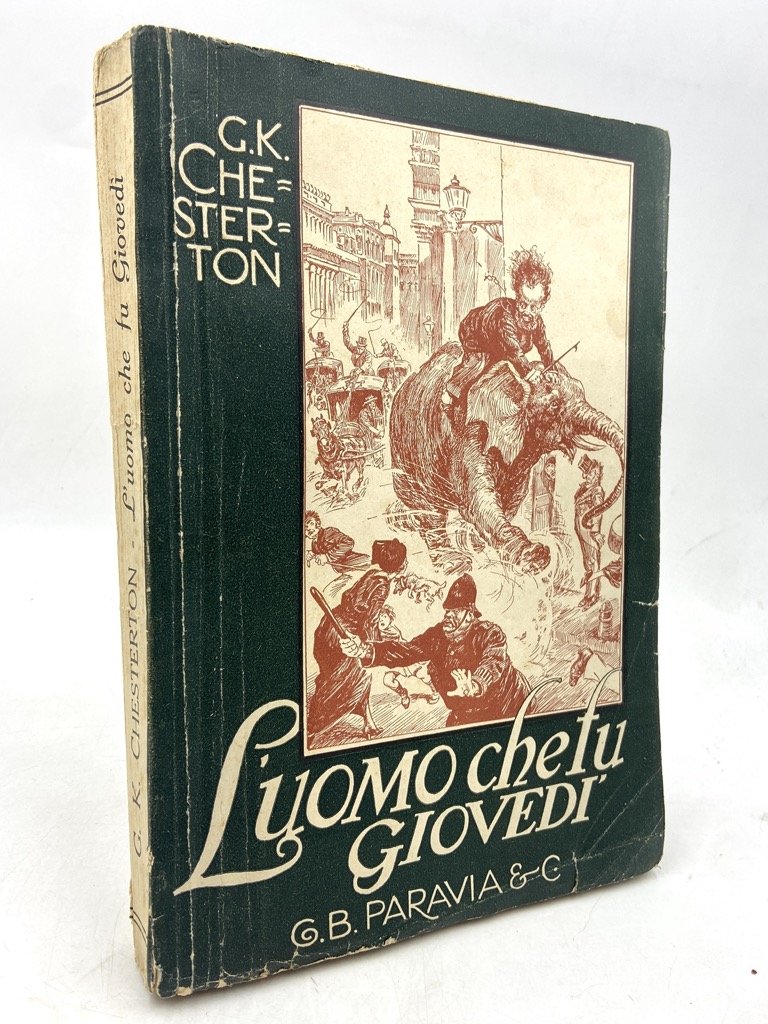 G.K.
CHE=
STER=
TON
L'UOMO che fu
GIOVEDI'
G.B. PARAVIA & C.
G. K. CHESTERTON - L'uomo che fu Giovedì